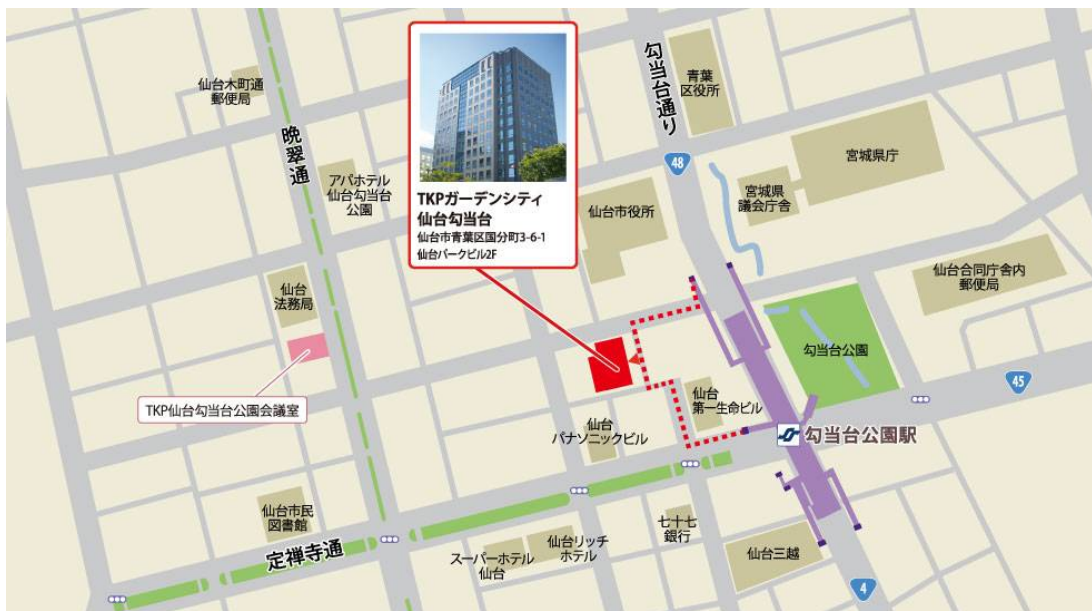 仙台木町通
郵便局
晩翠通
アパホテル
仙台勾当台
公園
TKPガーデンシティ
仙台勾当台
仙台市青葉区国分町3-6-1
仙台パークビル2F
勾当台通り
青葉
区役所
48
宮城県庁
宮城県
議会庁舎
仙台市役所
仙台合同庁舎内
郵便局
仙台
法務局
勾当台公園
45
TKP仙台勾当台公園会議室
仙台
第一生命ビル
仙台
パナソニックビル
勾当台公園駅
仙台市民
図書館
定禅寺通
スーパーホテル
仙台
仙台リッチ
ホテル
七十七
銀行
仙台三越
4